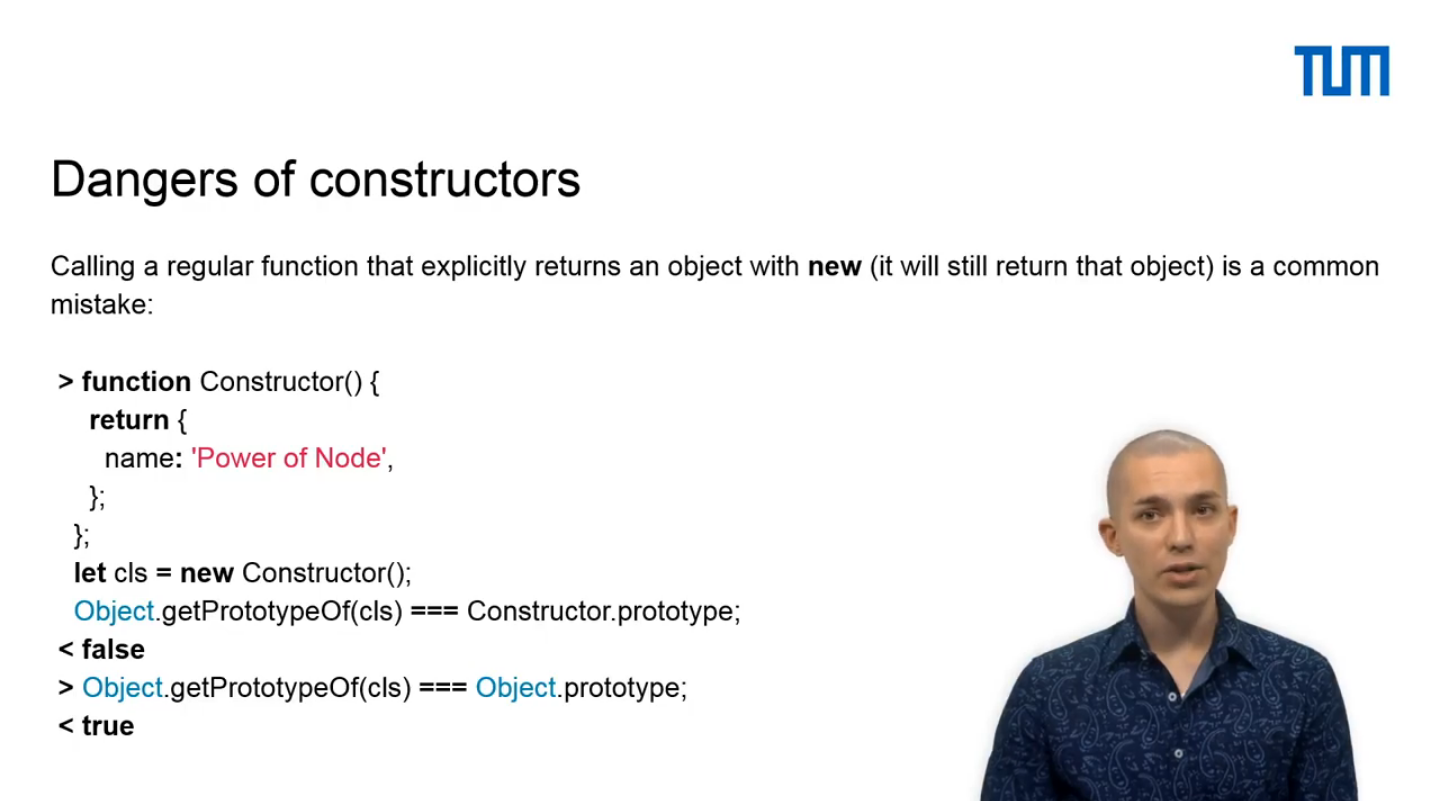 TUM
Dangers of constructors
Calling a regular function that explicitly returns an object with new (it will still return that object) is a common
mistake:
> function Constructor() {
return {
name: 'Power of Node',
};
};
let cls = new Constructor();
Object.getPrototypeOf(cls) === Constructor.prototype;
< false
> Object.getPrototypeOf(cls) === Object.prototype;
< true